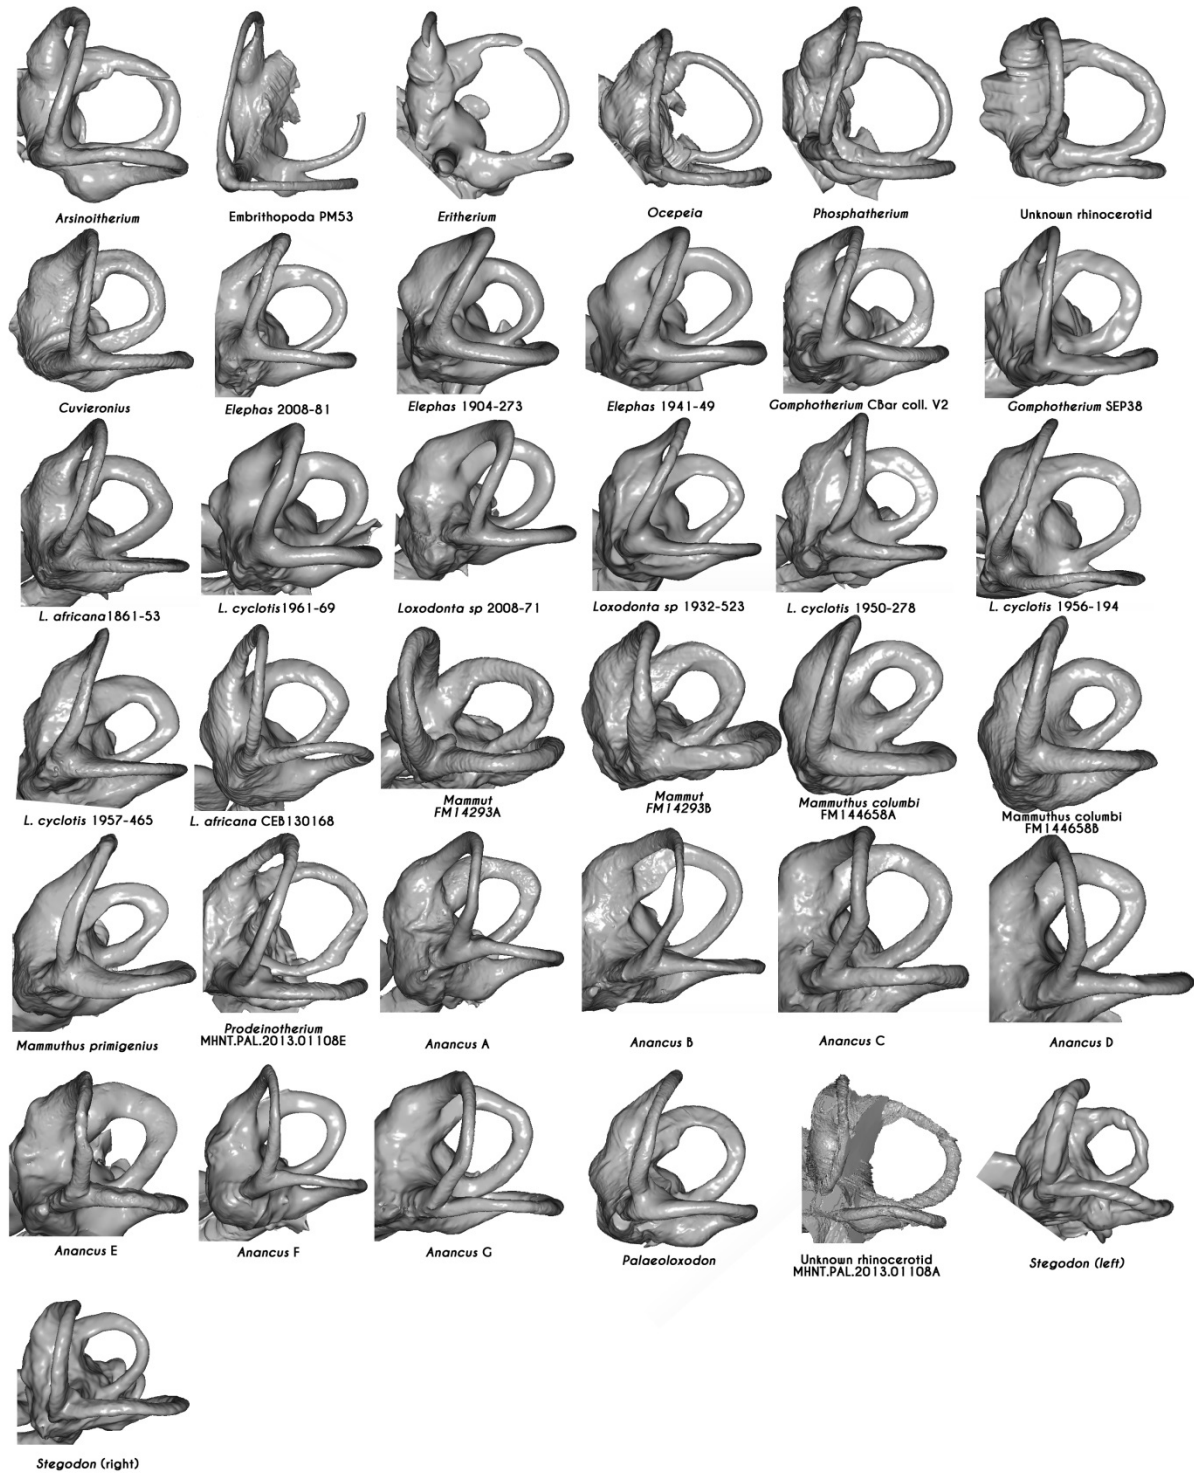 Arsinoitherium
Embrithopoda PM53
Eritherium
Ocepeia
Phosphatherium
Unknown rhinocerotid
Cuvieronius
Elephas 2008-81
Elephas 1904-273
Elephas 1941-49
Gomphotherium CBar coll. V2
Gomphotherium SEP38
L. africana1861-53
L. cyclotis1961-69
Loxodonta sp 2008-71
Loxodonta sp 1932-523
L. cyclotis 1950-278
L. cyclotis 1956-194
L. cyclotis 1957-465
L. africana CEB130168
Mammut
FM14293A
Mammut
FM14293B
Mammuthus columbi
FM144658A
Mammuthus columbi
FM144658B
Mammuthus primigenius
Prodeinotherium
MHNT.PAL.2013.01108E
Anancus A
Anancus B
Anancus C
Anancus D
Anancus E
Anancus F
Anancus G
Palaeoloxodon
Unknown rhinocerotid
MHNT.PAL.2013.01108A
Stegodon (left)
Stegodon (right)